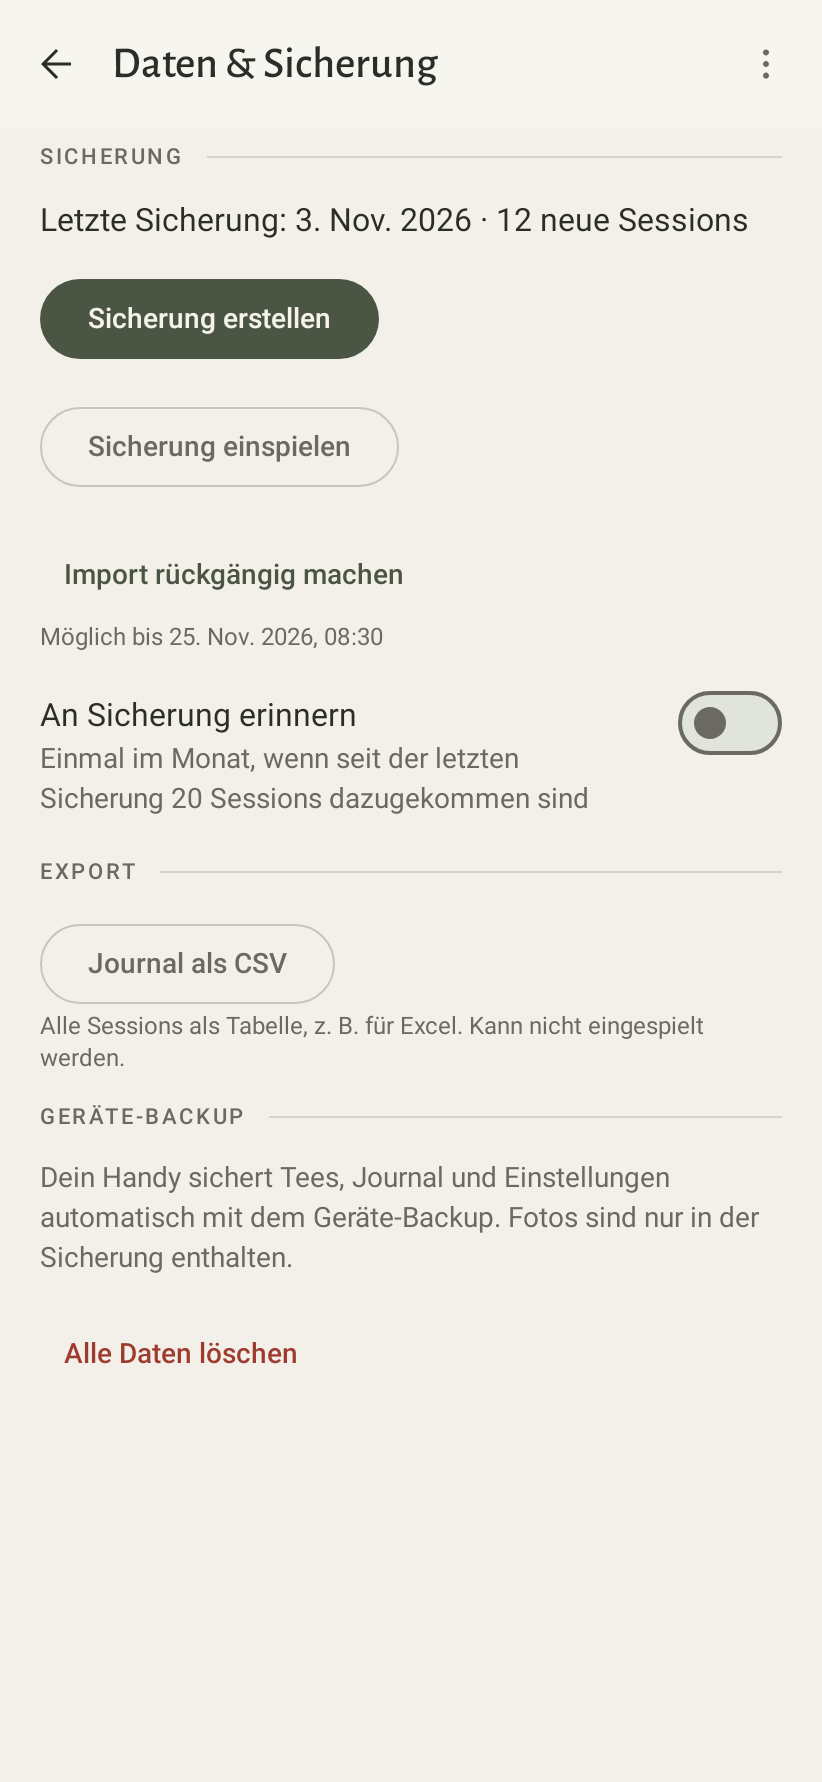 Daten & Sicherung
SICHERUNG
Letzte Sicherung: 3. Nov. 2026 · 12 neue Sessions
Sicherung erstellen
Sicherung einspielen
Import rückgängig machen
Möglich bis 25. Nov. 2026, 08:30
An Sicherung erinnern
Einmal im Monat, wenn seit der letzten
Sicherung 20 Sessions dazugekommen sind
EXPORT
Journal als CSV
Alle Sessions als Tabelle, z. B. für Excel. Kann nicht eingespielt
werden.
GERÄTE-BACKUP
Dein Handy sichert Tees, Journal und Einstellungen
automatisch mit dem Geräte-Backup. Fotos sind nur in der
Sicherung enthalten.
Alle Daten löschen